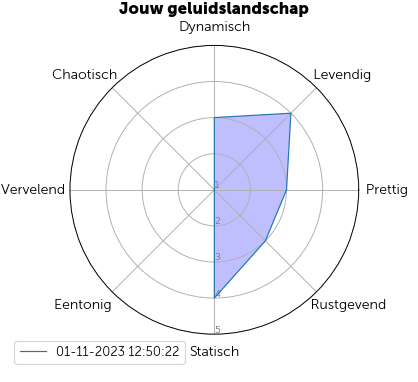 Jouw geluidslandschap
Dynamisch
Chaotisch
Levendig
Vervelend
1
Prettig
2
3
4
Eentonig
Rustgevend
5
01-11-2023 12:50:22
Statisch